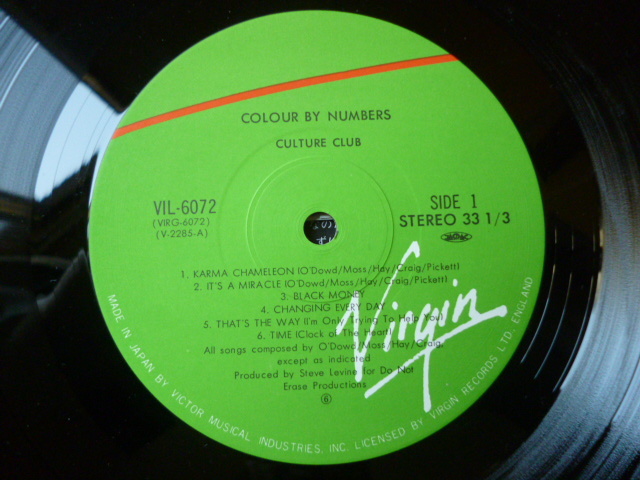 COLOUR BY NUMBERS
CULTURE CLUB
VIL-6072
(VIRG-6072)
(V-2285-A)
SIDE 1
STEREO 33 1/3
1. KARMA CHAMELEON (O'Dowd/Moss/Hay/Craig/Pickett)
2. IT'S A MIRACLE (O'Dowd/Moss/Hay/Craig/Pickett)
3. BLACK MONEY
4. CHANGING EVERY DAY
5. THAT'S THE WAY (I'm Only Trying To Help You)
6. TIME (Clock of The Heart)
All songs composed by O'Dowd/Moss/Hay/Craig,
except as indicated
Produced by Steve Levine for Do Not
Erase Productions
6
Virgin
MADE IN JAPAN BY VICTOR MUSICAL INDUSTRIES, INC. LICENSED BY VIRGIN RECORDS LTD. ENGLAND